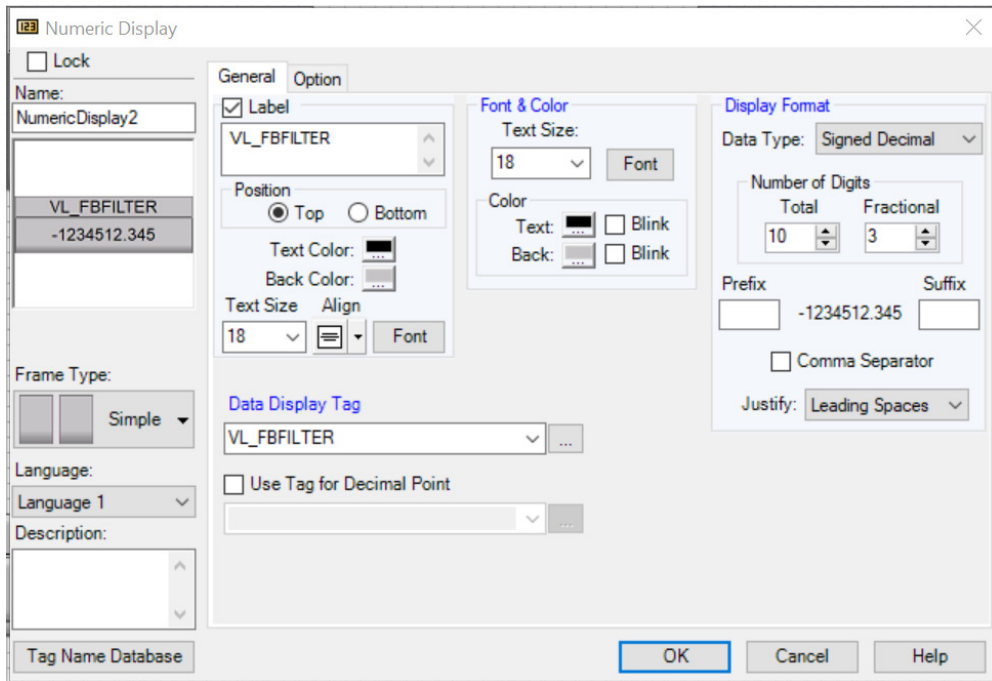 123 Numeric Display
Lock
Name:
NumericDisplay2
VL_FBFILTER
-1234512.345
Frame Type:
Simple
Language:
Language 1
Description:
Tag Name Database
General Option
Label
VL_FBFILTER
Position
Top Bottom
Text Color: ...
Back Color: ...
Text Size Align
18 Font
Font & Color
Text Size:
18 Font
Color
Text: ... Blink
Back: ... Blink
Display Format
Data Type: Signed Decimal
Number of Digits
Total Fractional
10 3
Prefix Suffix
-1234512.345
Comma Separator
Justify: Leading Spaces
Data Display Tag
VL_FBFILTER ...
Use Tag for Decimal Point
...
OK Cancel Help